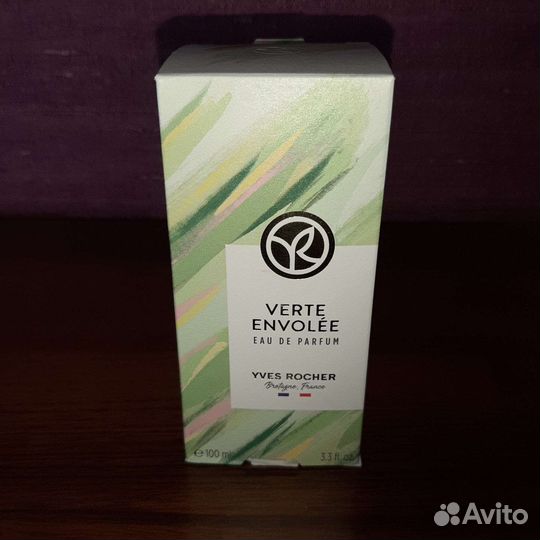 VERTE
ENVOLÉE
EAU DE PARFUM
YVES ROCHER
Bretagne, France
℮ 100 ml
3.3 fl. oz.
Avito